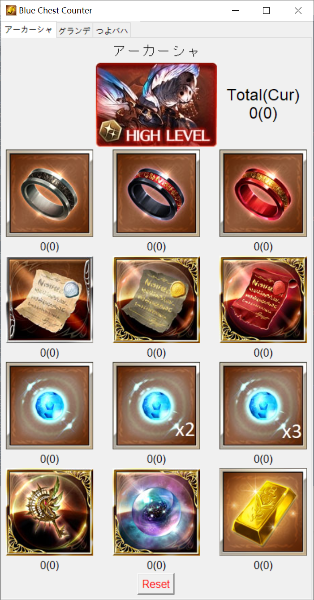 Blue Chest Counter
アーカーシャ グランデ つよバハ
アーカーシャ
HIGH LEVEL
Total(Cur)
0(0)
0(0) 0(0) 0(0)
0(0) 0(0) 0(0)
x2 x3
0(0) 0(0) 0(0)
0(0) 0(0) 0(0)
Reset